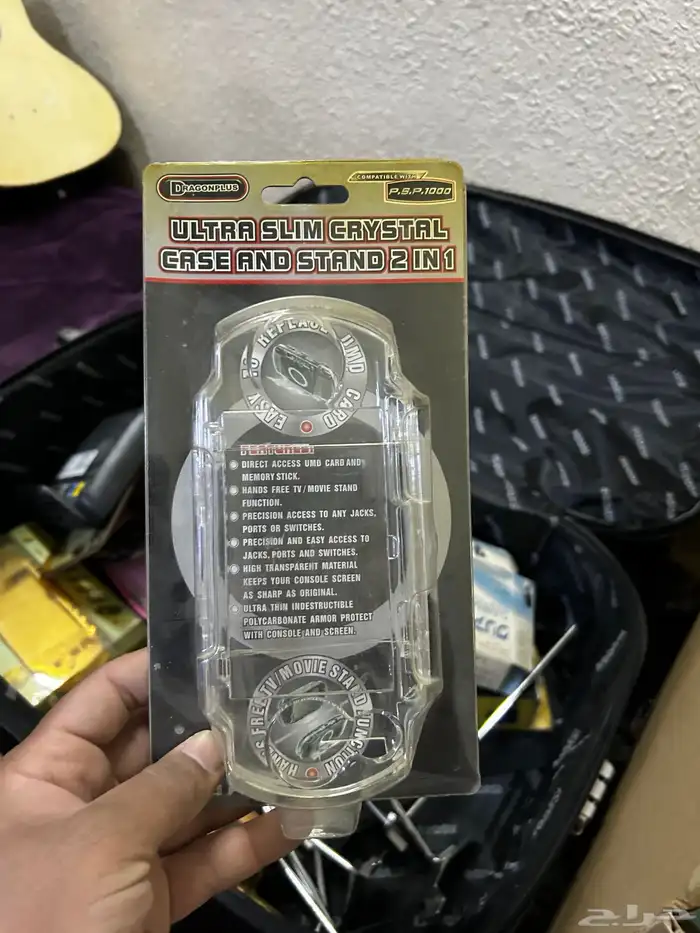 DRAGONPLUS
COMPATIBLE WITH
P.S.P.1000
ULTRA SLIM CRYSTAL
CASE AND STAND 2 IN 1
EASY TO REPLACE UMD CARD
FEATURES:
DIRECT ACCESS UMD CARD AND
MEMORY STICK.
HANDS FREE TV/MOVIE STAND
FUNCTION.
PRECISION ACCESS TO ANY JACKS,
PORTS OR SWITCHES.
PRECISION AND EASY ACCESS TO
JACKS, PORTS AND SWITCHES.
HIGH TRANSPARENT MATERIAL
KEEPS YOUR CONSOLE SCREEN
AS SHARP AS ORIGINAL.
ULTRA THIN INDESTRUCTIBLE
POLYCARBONATE ARMOR PROTECT
WITH CONSOLE AND SCREEN.
HANDS FREE TV/MOVIE STAND FUNCTION
حراج